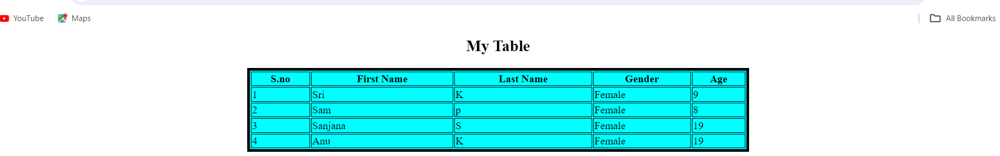 YouTube Maps All Bookmarks
My Table
S.no First Name Last Name Gender Age
1 Sri K Female 9
2 Sam p Female 8
3 Sanjana S Female 19
4 Anu K Female 19